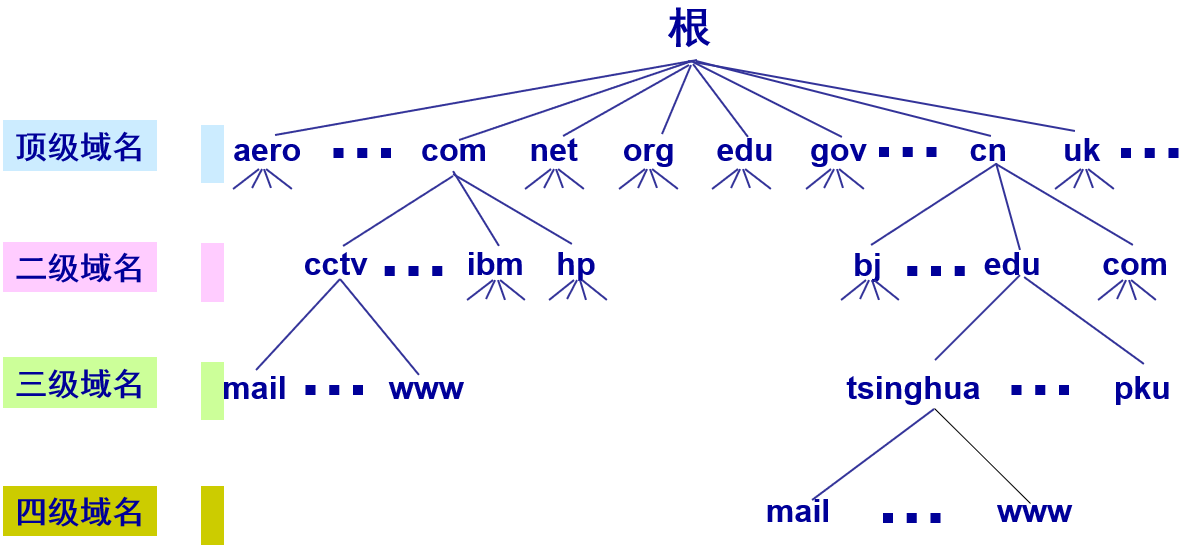 根
顶级域名 aero ... com net org edu gov ... cn uk ...
二级域名 cctv ... ibm hp bj ... edu com
三级域名 mail ... www tsinghua ... pku
四级域名 mail ... www